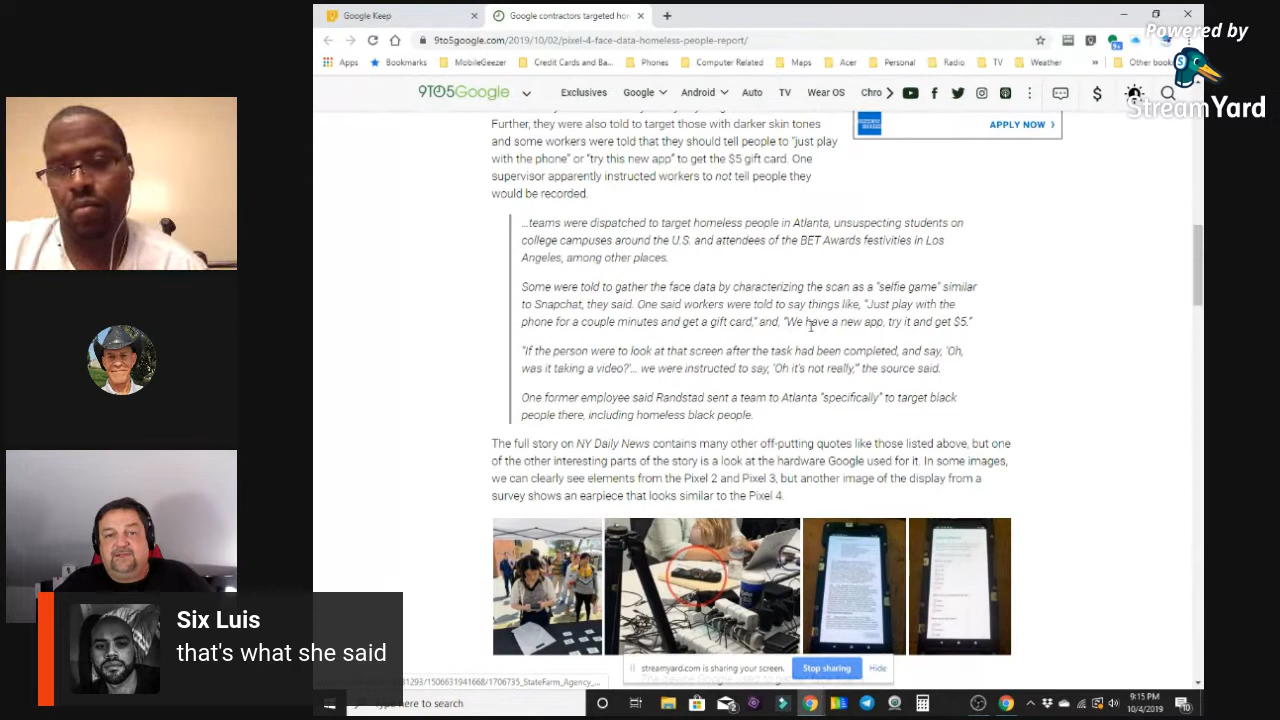 Google Keep
Google contractors targeted hor
Powered by
StreamYard
9to5google.com/2019/10/02/pixel-4-face-data-homeless-people-report/
Apps
Bookmarks
MobileGeezer
Credit Cards and Ba...
Phones
Computer Related
Maps
Acer
Personal
Radio
TV
Weather
Other book
9TO5Google
Exclusives
Google
Android
Auto
TV
Wear OS
Chro
Further, they were also told to target those with darker skin tones
and some workers were told that they should tell people to "just play
with the phone" or "try this new app" to get the $5 gift card. One
supervisor apparently instructed workers to not tell people they
would be recorded.
APPLY NOW
…teams were dispatched to target homeless people in Atlanta, unsuspecting students on
college campuses around the U.S. and attendees of the BET Awards festivities in Los
Angeles, among other places.
Some were told to gather the face data by characterizing the scan as a "selfie game" similar
to Snapchat, they said. One said workers were told to say things like, "Just play with the
phone for a couple minutes and get a gift card," and, "We have a new app, try it and get $5."
"If the person were to look at that screen after the task had been completed, and say, 'Oh,
was it taking a video?'... we were instructed to say, 'Oh it's not really,'" the source said.
One former employee said Randstad sent a team to Atlanta "specifically" to target black
people there, including homeless black people.
The full story on NY Daily News contains many other off-putting quotes like those listed above, but one
of the other interesting parts of the story is a look at the hardware Google used for it. In some images,
we can clearly see elements from the Pixel 2 and Pixel 3, but another image of the display from a
survey shows an earpiece that looks similar to the Pixel 4.
Six Luis
that's what she said
streamyard.com is sharing your screen.
Stop sharing
Hide
31293/1506631941668/1706735_StateFarm_Agency_...
Type here to search
9:15 PM
10/4/2019